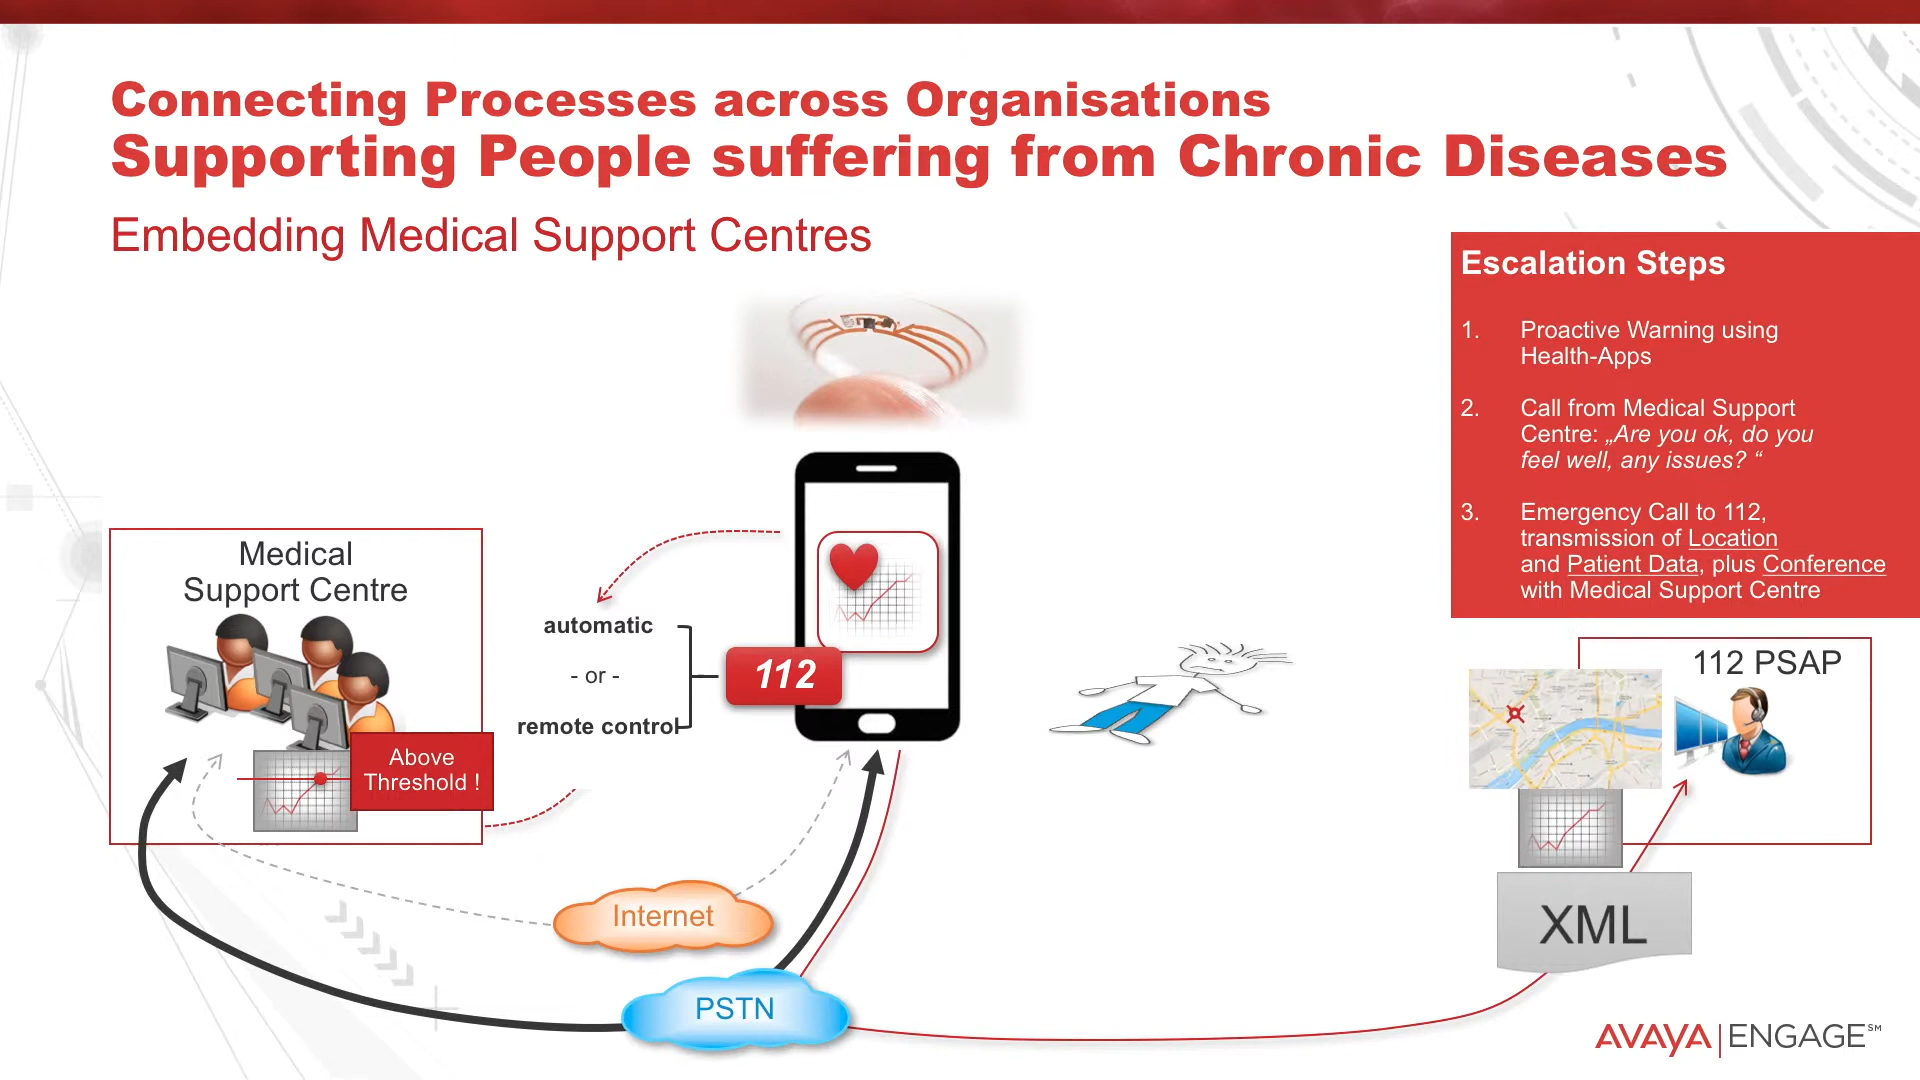 Connecting Processes across Organisations
Supporting People suffering from Chronic Diseases
Embedding Medical Support Centres
Escalation Steps
1. Proactive Warning using
Health-Apps
2. Call from Medical Support
Centre: „Are you ok, do you
feel well, any issues? “
3. Emergency Call to 112,
transmission of Location
and Patient Data, plus Conference
with Medical Support Centre
Medical
Support Centre
Above
Threshold !
automatic
- or -
remote control
112
112 PSAP
XML
Internet
PSTN
AVAYA | ENGAGE℠